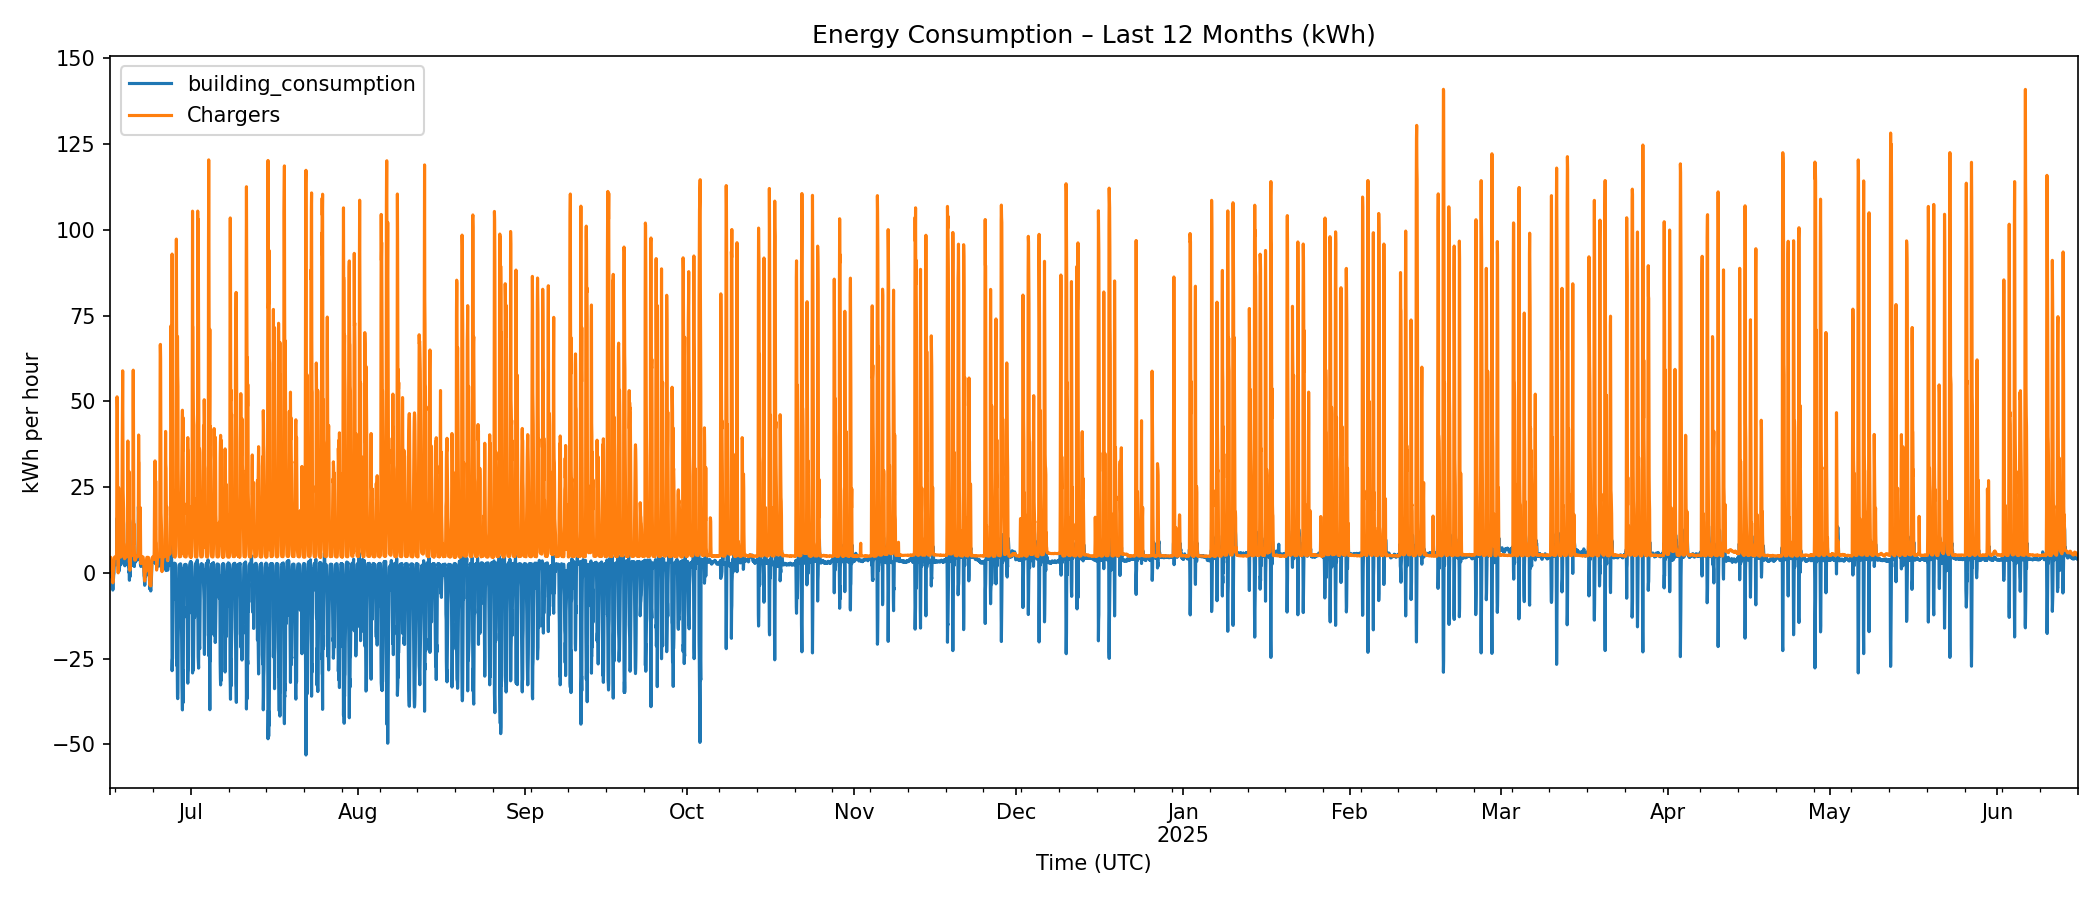 Energy Consumption – Last 12 Months (kWh)
building_consumption
Chargers
150
125
100
75
50
25
0
−25
−50
kWh per hour
Jul Aug Sep Oct Nov Dec Jan Feb Mar Apr May Jun
2025
Time (UTC)